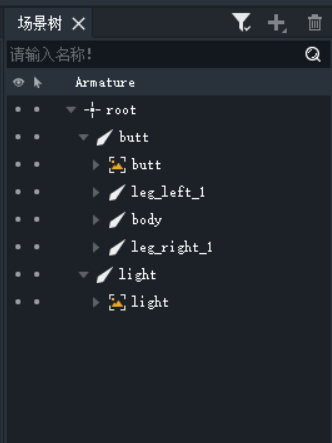 场景树
请输入名称!
Armature
root
butt
butt
leg_left_1
body
leg_right_1
light
light